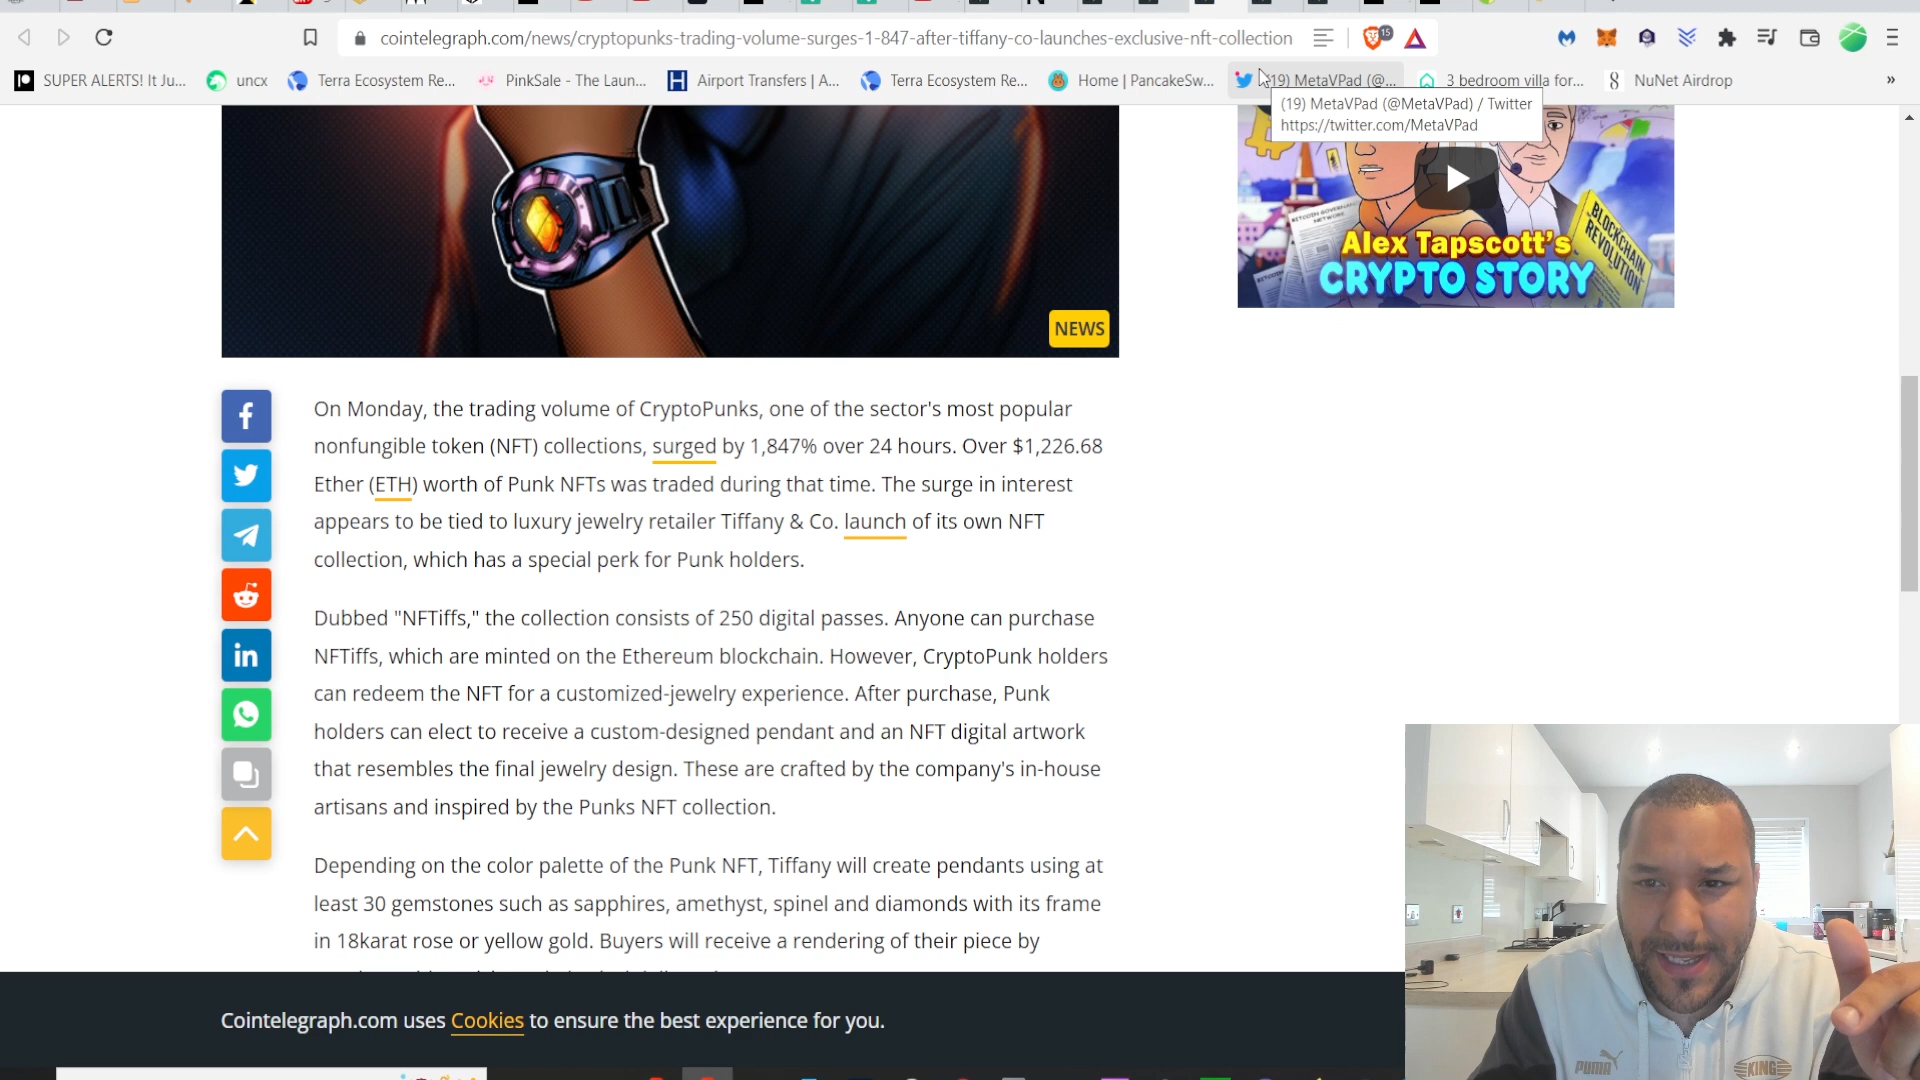 cointelegraph.com/news/cryptopunks-trading-volume-surges-1-847-after-tiffany-co-launches-exclusive-nft-collection
15
SUPER ALERTS! It Ju...
uncx
Terra Ecosystem Re...
PinkSale - The Laun...
Airport Transfers | A...
Terra Ecosystem Re...
Home | PancakeSw...
(19) MetaVPad (@...
3 bedroom villa for...
NuNet Airdrop
»
(19) MetaVPad (@MetaVPad) / Twitter
https://twitter.com/MetaVPad
BLOCKCHAIN
REVOLUTION
Alex Tapscott's
CRYPTO STORY
NEWS
On Monday, the trading volume of CryptoPunks, one of the sector's most popular
nonfungible token (NFT) collections, surged by 1,847% over 24 hours. Over $1,226.68
Ether (ETH) worth of Punk NFTs was traded during that time. The surge in interest
appears to be tied to luxury jewelry retailer Tiffany & Co. launch of its own NFT
collection, which has a special perk for Punk holders.
Dubbed "NFTiffs," the collection consists of 250 digital passes. Anyone can purchase
NFTiffs, which are minted on the Ethereum blockchain. However, CryptoPunk holders
can redeem the NFT for a customized-jewelry experience. After purchase, Punk
holders can elect to receive a custom-designed pendant and an NFT digital artwork
that resembles the final jewelry design. These are crafted by the company's in-house
artisans and inspired by the Punks NFT collection.
Depending on the color palette of the Punk NFT, Tiffany will create pendants using at
least 30 gemstones such as sapphires, amethyst, spinel and diamonds with its frame
in 18karat rose or yellow gold. Buyers will receive a rendering of their piece by
Cointelegraph.com uses Cookies to ensure the best experience for you.
PUMA
KING